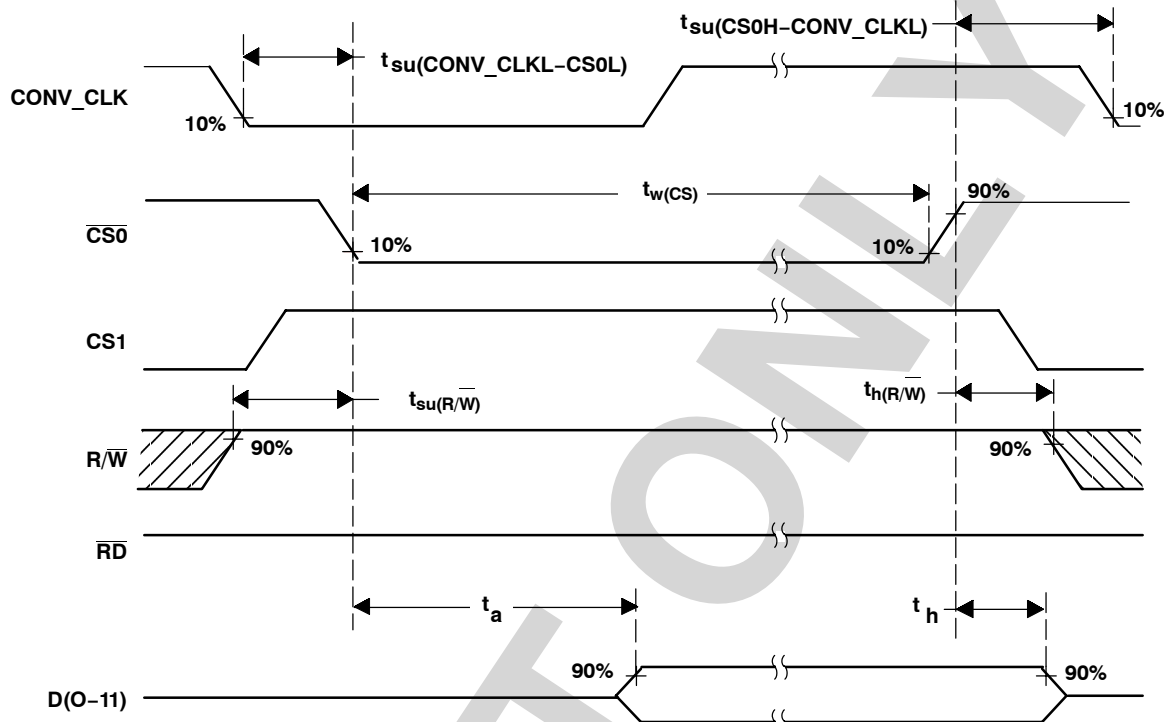 tsu(CS0H–CONV_CLKL)
tsu(CONV_CLKL–CS0L)
CONV_CLK
10%
10%
tw(CS)
90%
CS0
10%
10%
CS1
tsu(R/W)
th(R/W)
R/W
90%
90%
RD
ta
th
90%
90%
D(O–11)
T ONLY